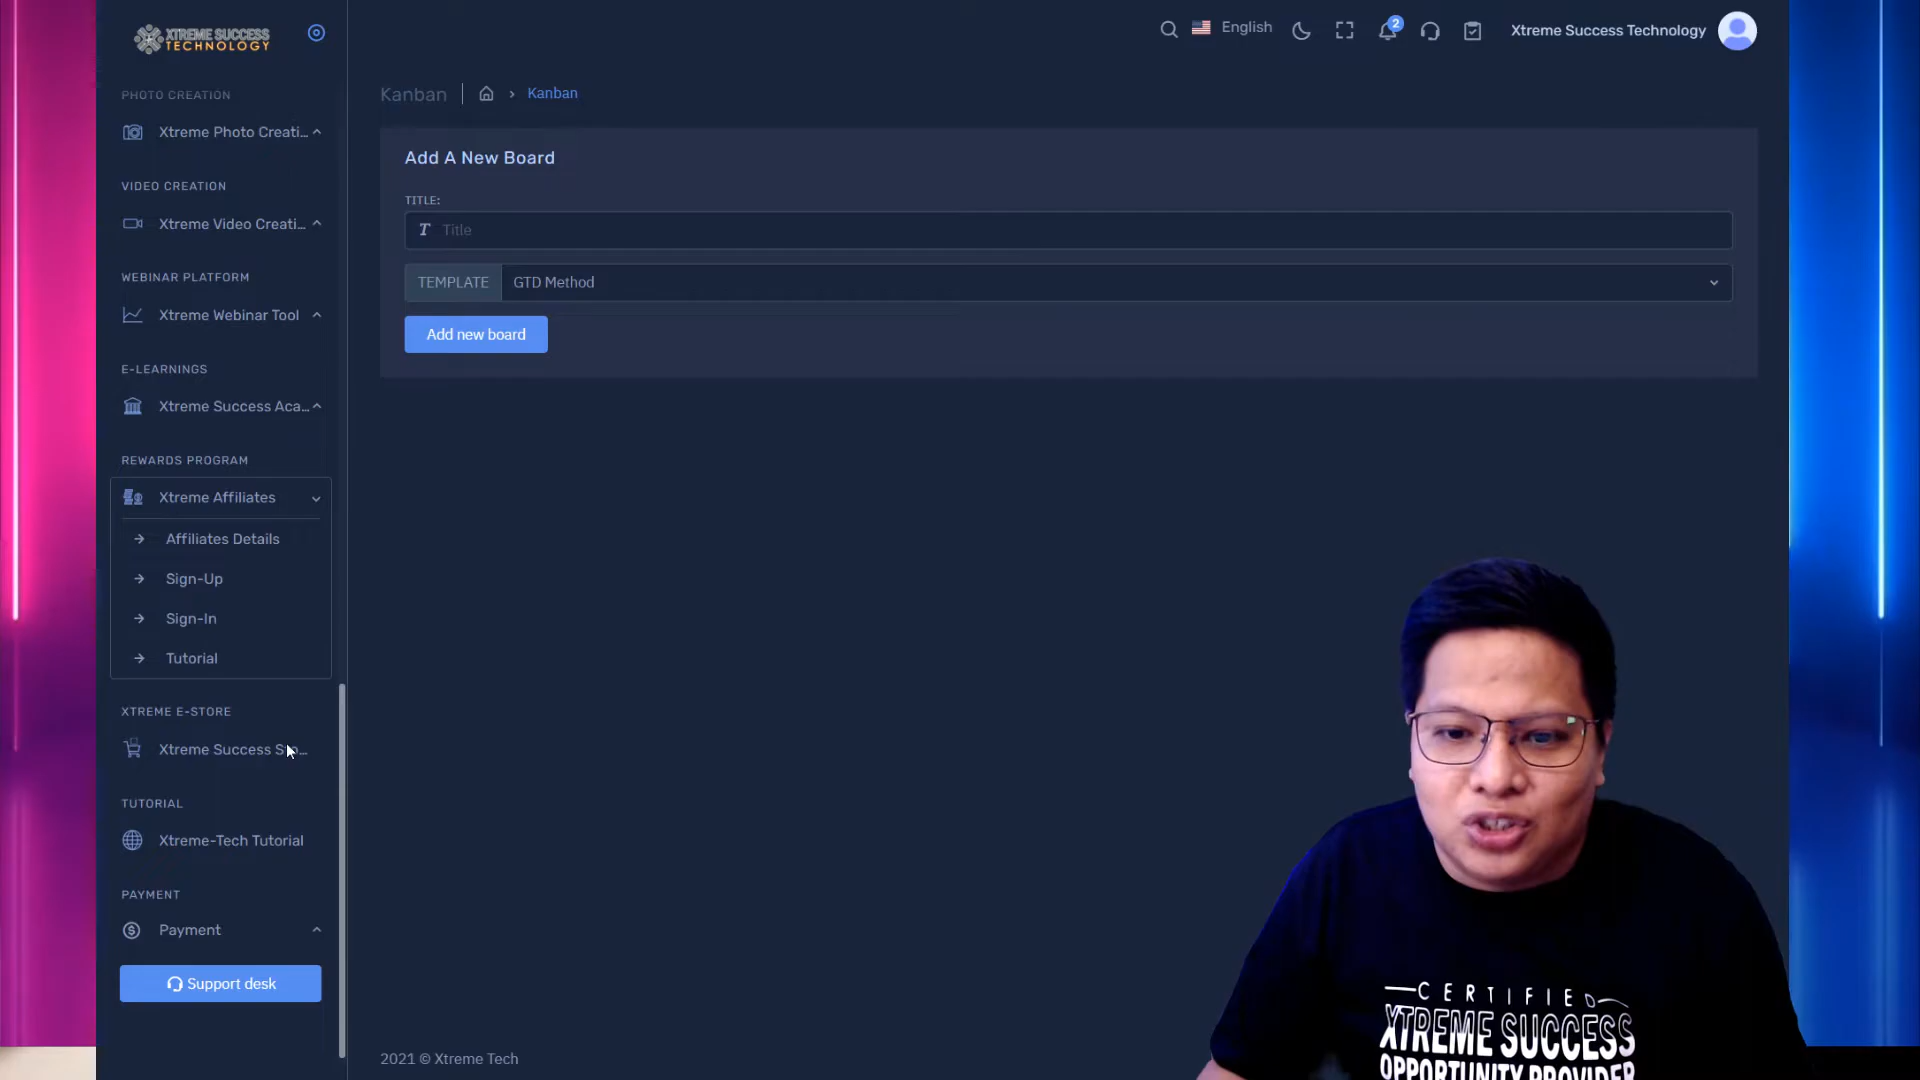 XTREME SUCCESS
TECHNOLOGY
English
2
Xtreme Success Technology
PHOTO CREATION
Xtreme Photo Creati...
VIDEO CREATION
Xtreme Video Creati...
WEBINAR PLATFORM
Xtreme Webinar Tool
E-LEARNINGS
Xtreme Success Aca...
REWARDS PROGRAM
Xtreme Affiliates
Affiliates Details
Sign-Up
Sign-In
Tutorial
XTREME E-STORE
Xtreme Success
TUTORIAL
Xtreme-Tech Tutorial
PAYMENT
Payment
Support desk
Kanban
Kanban
Add A New Board
TITLE:
T Title
TEMPLATE GTD Method
Add new board
2021 © Xtreme Tech
CERTIFIED
XTREME SUCCESS
OPPORTUNITY PROVIDER